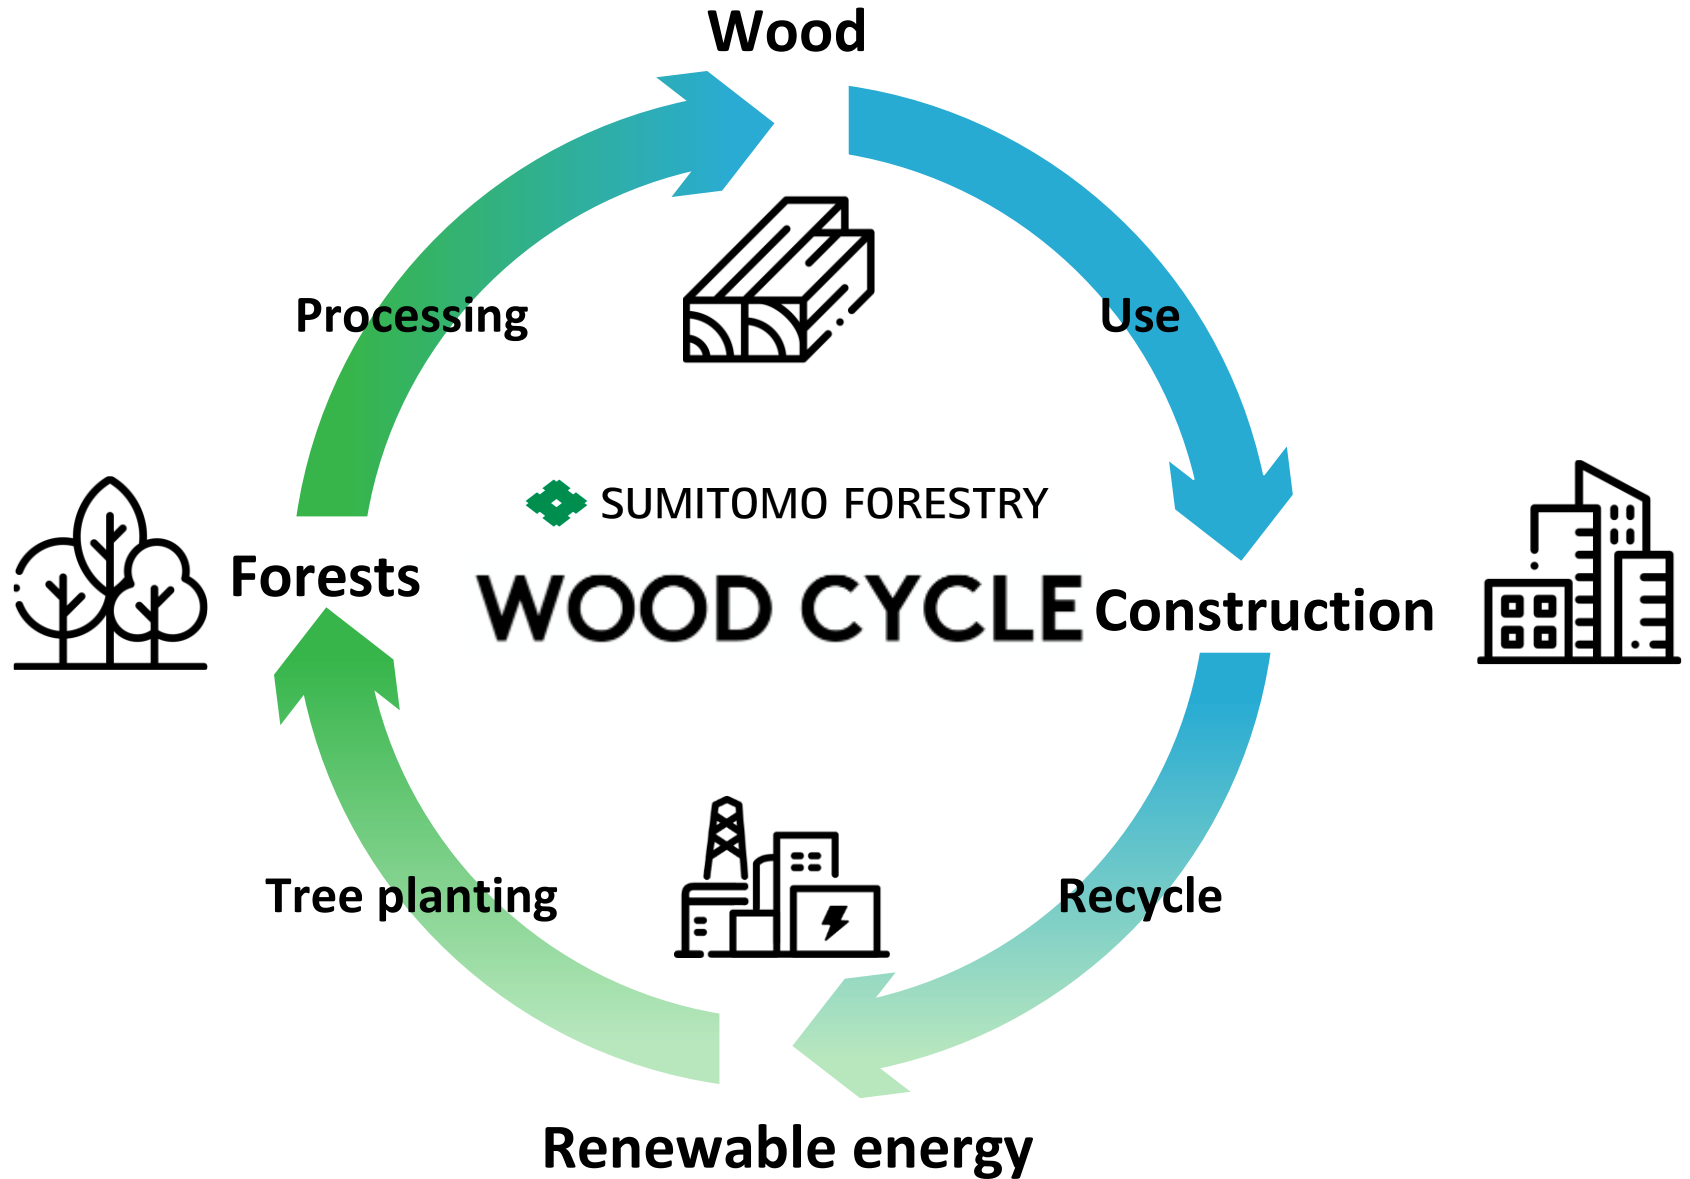 Wood
Processing
Use
SUMITOMO FORESTRY
WOOD CYCLE
Forests
Construction
Tree planting
Recycle
Renewable energy